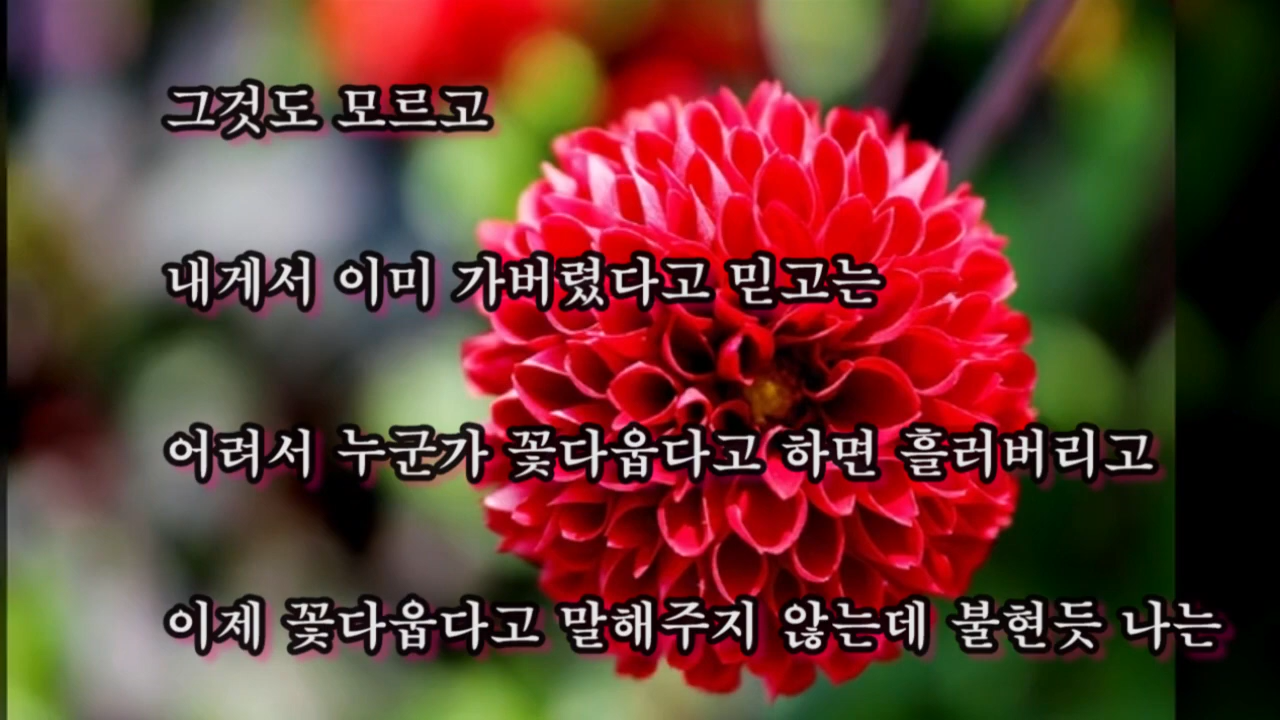 그것도 모르고
내게서 이미 가버렸다고 믿고는
어려서 누군가 꽃다웁다고 하면 흘러버리고
이제 꽃다웁다고 말해주지 않는데 불현듯 나는